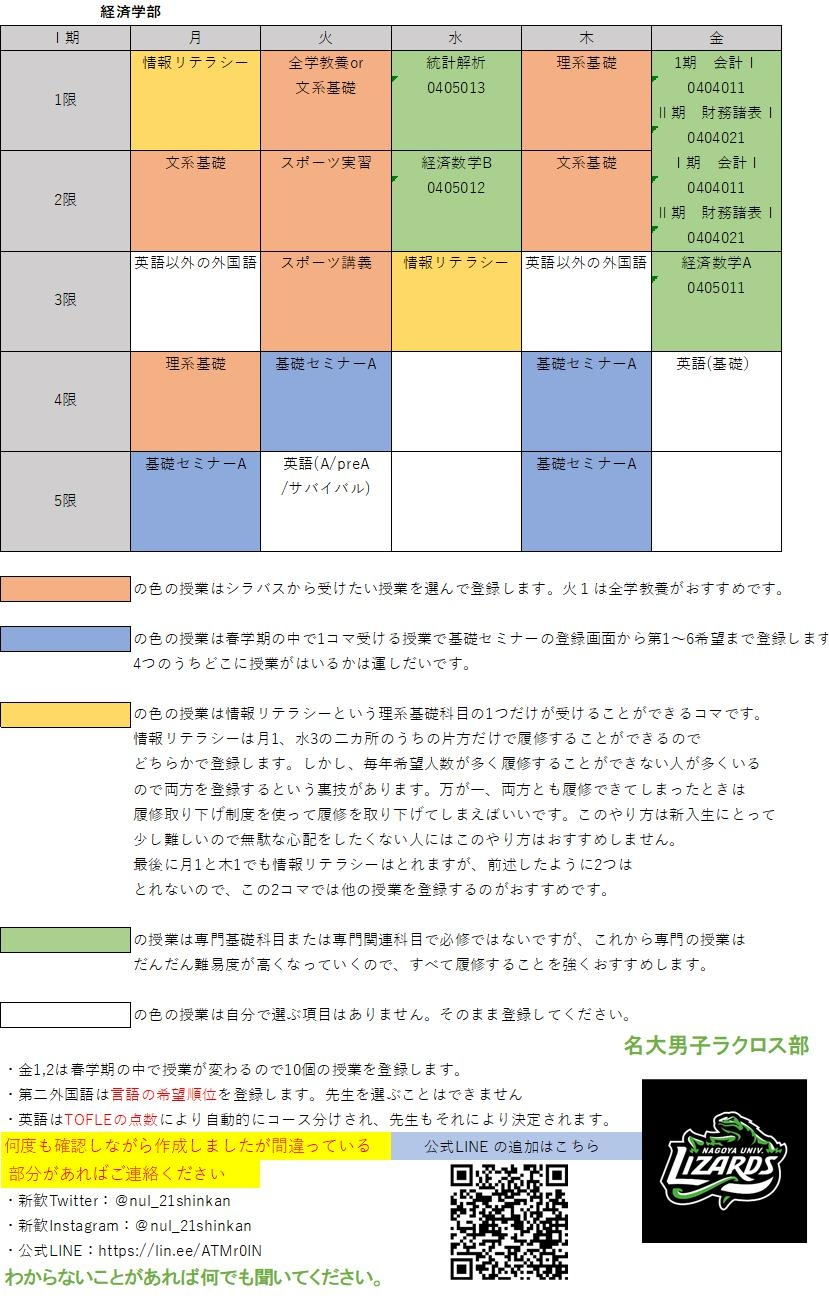 経済学部
Ⅰ期 月 火 水 木 金
1限
情報リテラシー
全学教養or
文系基礎
統計解析
0405013
理系基礎
1期　会計Ⅰ
0404011
Ⅱ期　財務諸表Ⅰ
0404021
2限
文系基礎
スポーツ実習
経済数学B
0405012
文系基礎
Ⅰ期　会計Ⅰ
0404011
Ⅱ期　財務諸表Ⅰ
0404021
3限
英語以外の外国語
スポーツ講義
情報リテラシー
英語以外の外国語
経済数学A
0405011
4限
理系基礎
基礎セミナーA
基礎セミナーA
英語(基礎)
5限
基礎セミナーA
英語(A/preA
/サバイバル)
基礎セミナーA
の色の授業はシラバスから受けたい授業を選んで登録します。火１は全学教養がおすすめです。
の色の授業は春学期の中で1コマ受ける授業で基礎セミナーの登録画面から第1～6希望まで登録します
4つのうちどこに授業がはいるかは運しだいです。
の色の授業は情報リテラシーという理系基礎科目の1つだけが受けることができるコマです。
情報リテラシーは月1、水3の二カ所のうちの片方だけで履修することができるので
どちらかで登録します。しかし、毎年希望人数が多く履修することができない人が多くいる
ので両方を登録するという裏技があります。万が一、両方とも履修できてしまったときは
履修取り下げ制度を使って履修を取り下げてしまえばいいです。このやり方は新入生にとって
少し難しいので無駄な心配をしたくない人にはこのやり方はおすすめしません。
最後に月1と木1でも情報リテラシーはとれますが、前述したように2つは
とれないので、この2コマでは他の授業を登録するのがおすすめです。
の授業は専門基礎科目または専門関連科目で必修ではないですが、これから専門の授業は
だんだん難易度が高くなっていくので、すべて履修することを強くおすすめします。
の色の授業は自分で選ぶ項目はありません。そのまま登録してください。
名大男子ラクロス部
・金1,2は春学期の中で授業が変わるので10個の授業を登録します。
・第二外国語は言語の希望順位を登録します。先生を選ぶことはできません
・英語はTOFLEの点数により自動的にコース分けされ、先生もそれにより決定されます。
何度も確認しながら作成しましたが間違っている
部分があればご連絡ください
公式LINE の追加はこちら
NAGOYA UNIV.
LIZARDS
・新歓Twitter：@nul_21shinkan
・新歓Instagram：@nul_21shinkan
・公式LINE：https://lin.ee/ATMr0lN
わからないことがあれば何でも聞いてください。